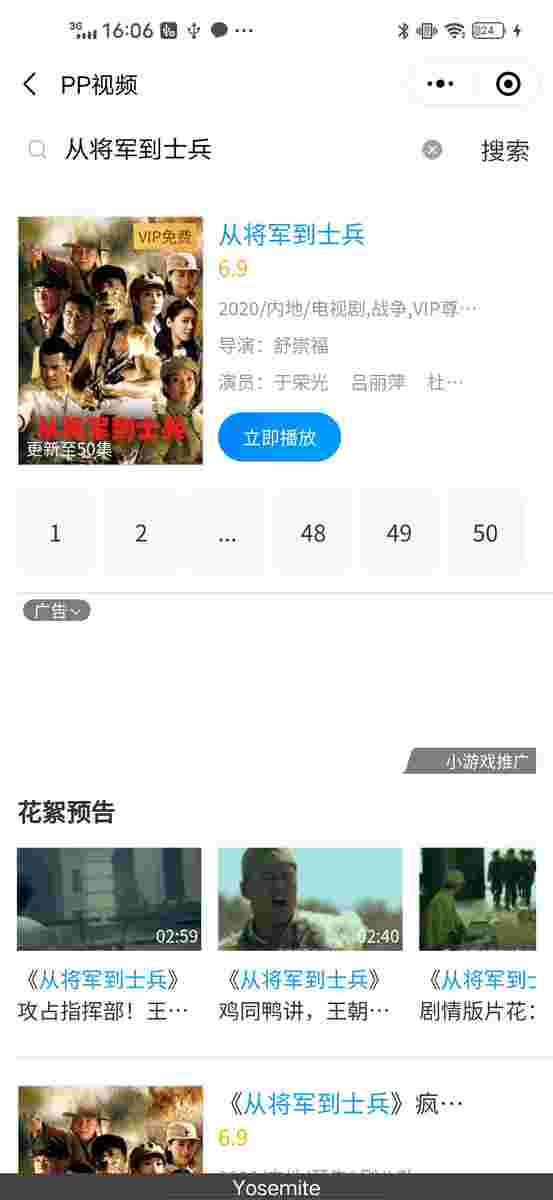 3G 16:06 24
PP视频
从将军到士兵 搜索
VIP免费
从将军到士兵
更新至50集
从将军到士兵
6.9
2020/内地/电视剧,战争,VIP尊…
导演：舒崇福
演员：于荣光 吕丽萍 杜…
立即播放
1 2 ... 48 49 50
广告
小游戏推广
花絮预告
02:59
02:40
《从将军到士兵》
攻占指挥部！王…
《从将军到士兵》
鸡同鸭讲，王朝…
《从将军到士
剧情版片花：
《从将军到士兵》疯…
6.9
Yosemite